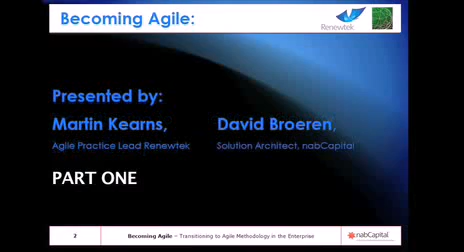 Becoming Agile:
Renewtek
Presented by:
Martin Kearns, David Broeren,
Agile Practice Lead Renewtek Solution Architect, nabCapital
PART ONE
2 Becoming Agile – Transitioning to Agile Methodology in the Enterprise nabCapital